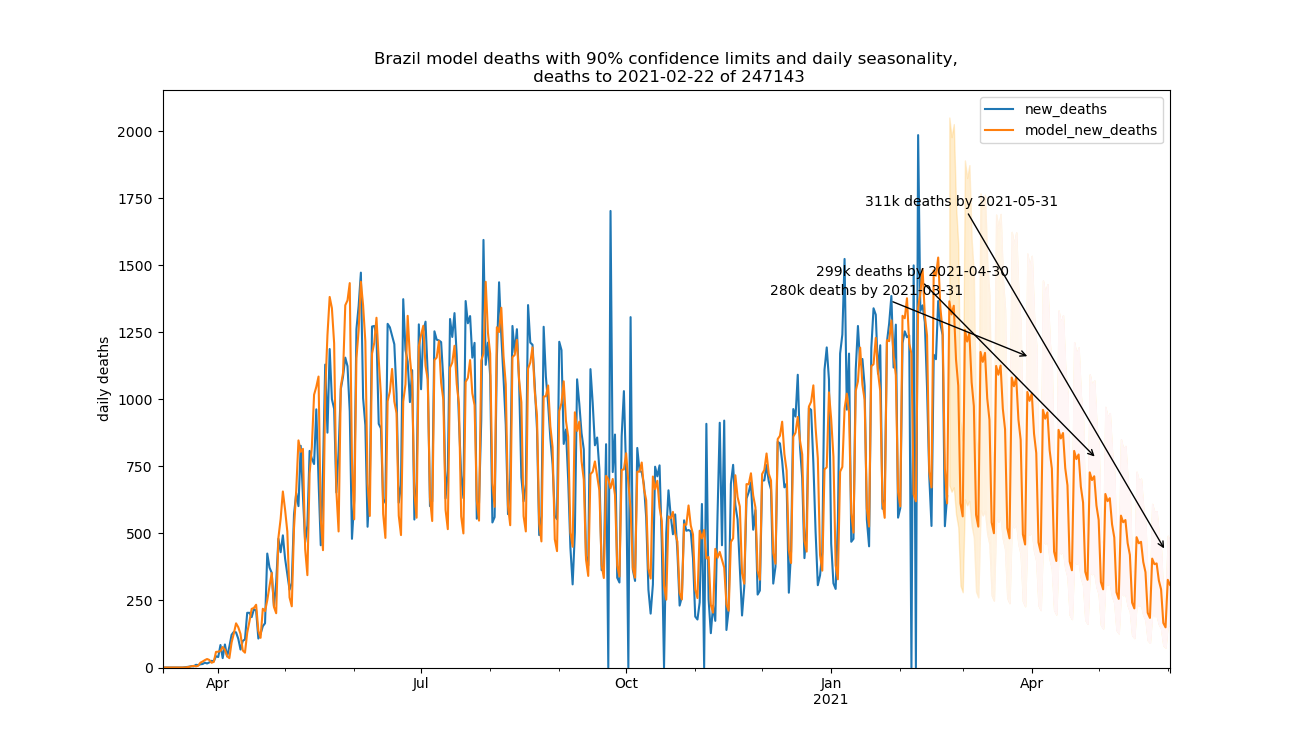 Brazil model deaths with 90% confidence limits and daily seasonality,
deaths to 2021-02-22 of 247143
new_deaths
model_new_deaths
2000
1750
1500
1250
1000
750
500
250
0
daily deaths
311k deaths by 2021-05-31
299k deaths by 2021-04-30
280k deaths by 2021-03-31
Apr
Jul
Oct
Jan
2021
Apr